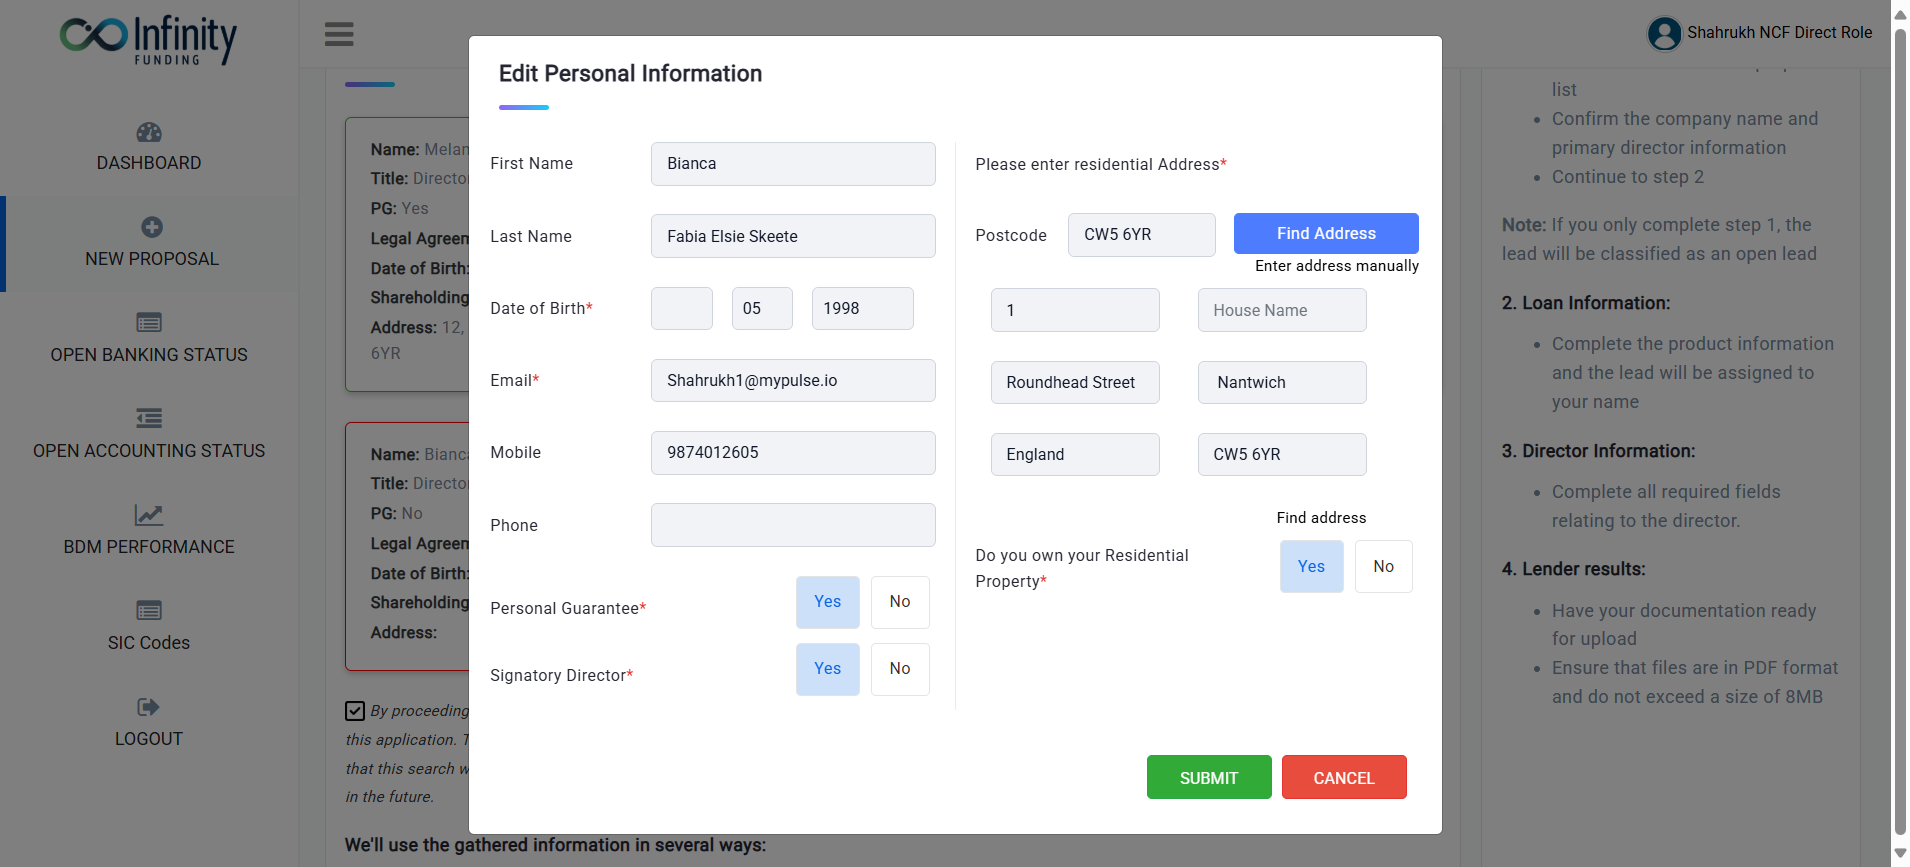 Infinity
FUNDING
DASHBOARD
NEW PROPOSAL
OPEN BANKING STATUS
OPEN ACCOUNTING STATUS
BDM PERFORMANCE
SIC Codes
LOGOUT
Shahrukh NCF Direct Role
Name: Melan
Title: Director
PG: Yes
Legal Agreem
Date of Birth:
Shareholding
Address: 12,
6YR
Name: Bianca
Title: Director
PG: No
Legal Agreem
Date of Birth:
Shareholding
Address:
By proceeding
this application. T
that this search w
in the future.
We'll use the gathered information in several ways:
Edit Personal Information
First Name
Bianca
Last Name
Fabia Elsie Skeete
Date of Birth*
05
1998
Email*
Shahrukh1@mypulse.io
Mobile
9874012605
Phone
Personal Guarantee*
Yes
No
Signatory Director*
Yes
No
Please enter residential Address*
Postcode
CW5 6YR
Find Address
Enter address manually
1
House Name
Roundhead Street
Nantwich
England
CW5 6YR
Find address
Do you own your Residential
Property*
Yes
No
SUBMIT
CANCEL
list
Confirm the company name and
primary director information
Continue to step 2
Note: If you only complete step 1, the
lead will be classified as an open lead
2. Loan Information:
Complete the product information
and the lead will be assigned to
your name
3. Director Information:
Complete all required fields
relating to the director.
4. Lender results:
Have your documentation ready
for upload
Ensure that files are in PDF format
and do not exceed a size of 8MB